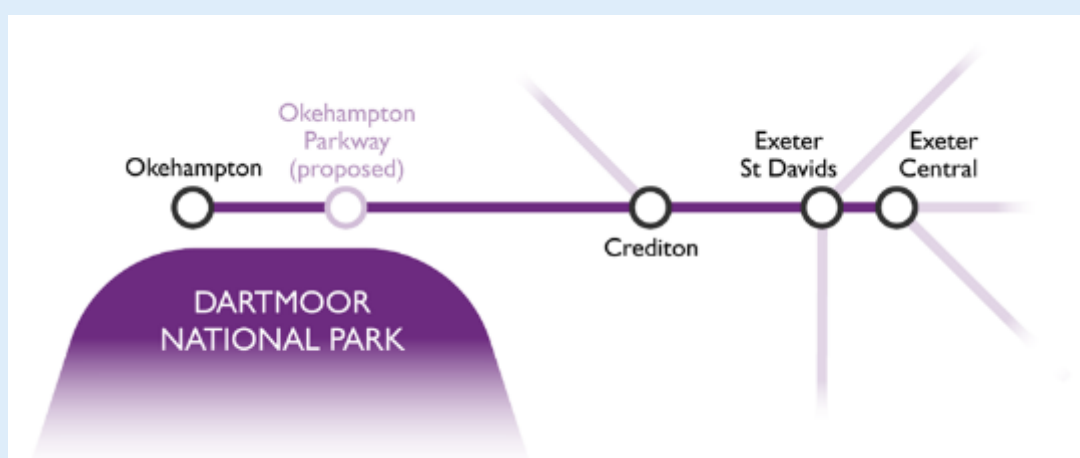 Okehampton
Okehampton
Parkway
(proposed)
Crediton
Exeter
St Davids
Exeter
Central
DARTMOOR
NATIONAL PARK